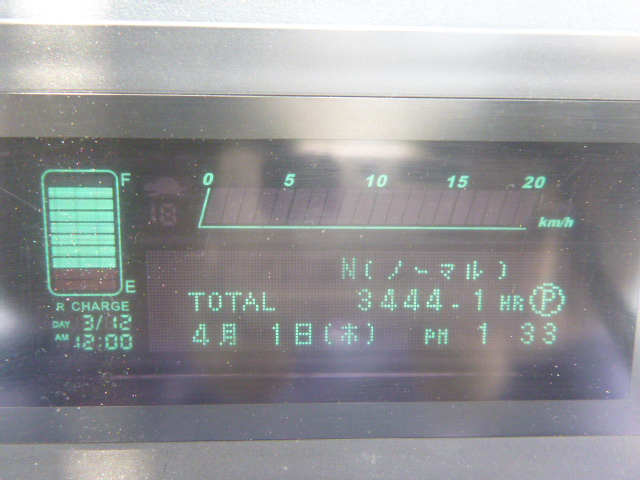 F
0 5 10 15 20
km/h
E
N(ノーマル)
R CHARGE
TOTAL 3444.1 HR P
DAY 3/12
4月 1日(木) PM 1 33
AM 12:00